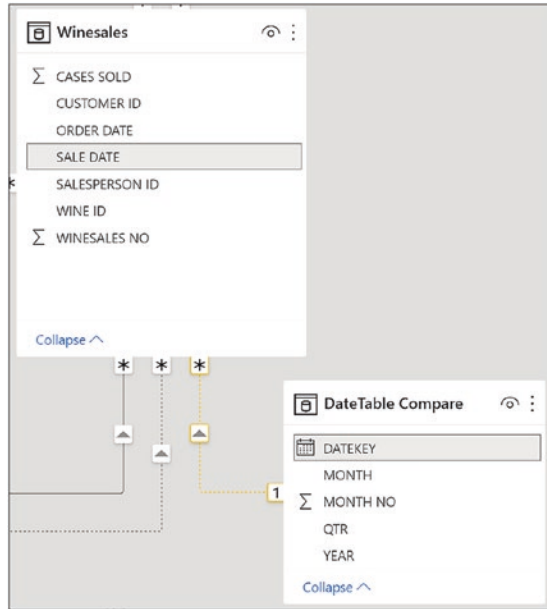 Winesales
Σ CASES SOLD
CUSTOMER ID
ORDER DATE
SALE DATE
SALESPERSON ID
WINE ID
Σ WINESALES NO
Collapse
* * * *
1
DateTable Compare
DATEKEY
MONTH
Σ MONTH NO
QTR
YEAR
Collapse